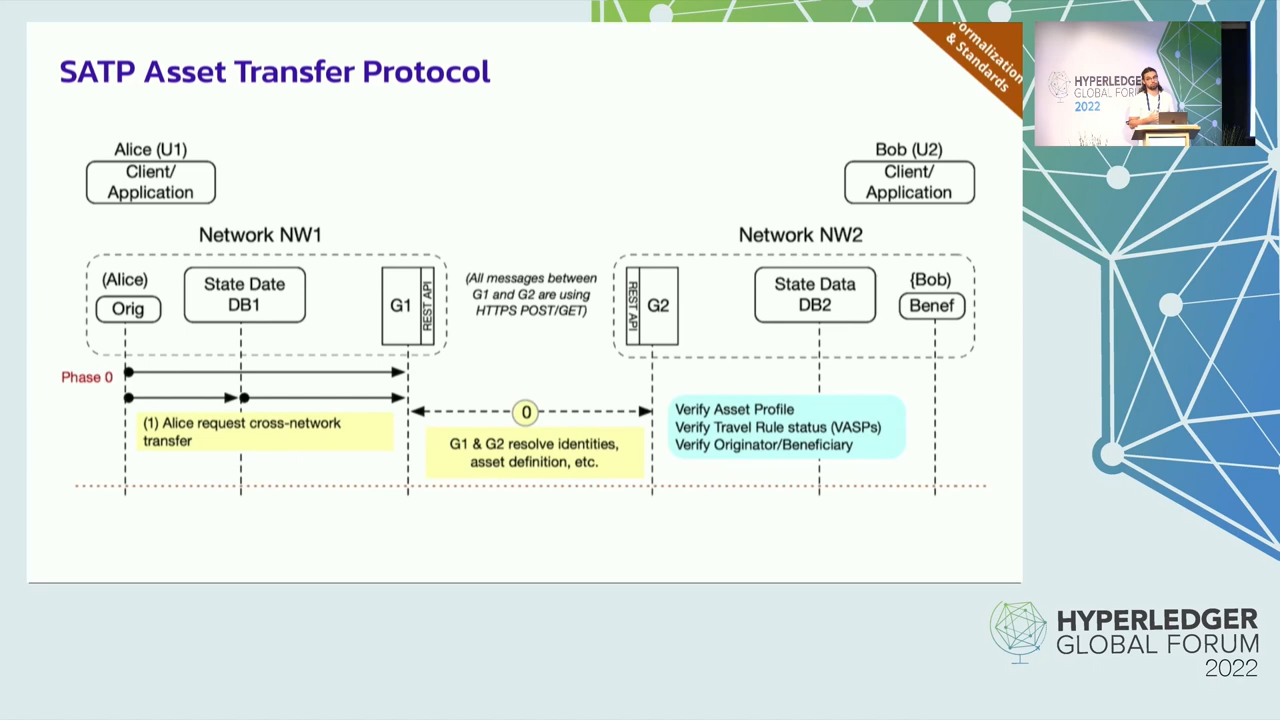 SATP Asset Transfer Protocol
Formalization
& Standards
HYPERLEDGER
GLOBAL FORUM
2022
Alice (U1)
Client/
Application
Bob (U2)
Client/
Application
Network NW1
Network NW2
(Alice)
Orig
State Date
DB1
G1
REST API
(All messages between
G1 and G2 are using
HTTPS POST/GET)
REST API
G2
State Data
DB2
{Bob)
Benef
Phase 0
(1) Alice request cross-network
transfer
0
G1 & G2 resolve identities,
asset definition, etc.
Verify Asset Profile
Verify Travel Rule status (VASPs)
Verify Originator/Beneficiary
HYPERLEDGER
GLOBAL FORUM
2022